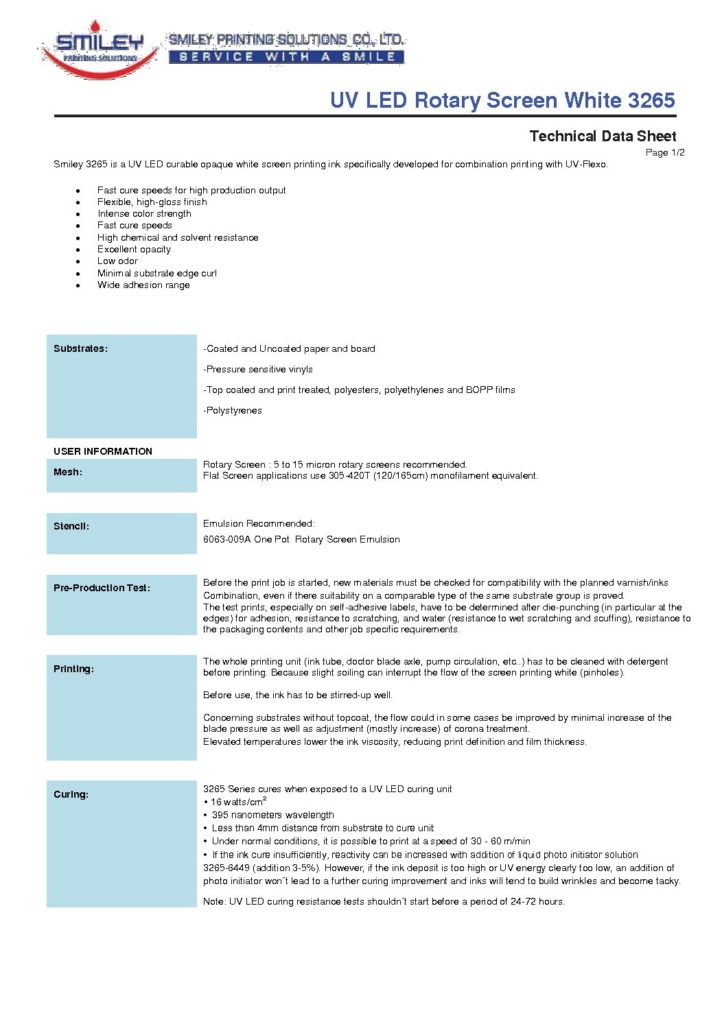 SMILEY
PRINTING SOLUTIONS
SMILEY PRINTING SOLUTIONS CO., LTD.
SERVICE WITH A SMILE
UV LED Rotary Screen White 3265
Technical Data Sheet
Page 1/2
Smiley 3265 is a UV LED curable opaque white screen printing ink specifically developed for combination printing with UV-Flexo.
• Fast cure speeds for high production output
• Flexible, high-gloss finish
• Intense color strength
• Fast cure speeds
• High chemical and solvent resistance
• Excellent opacity
• Low odor
• Minimal substrate edge curl
• Wide adhesion range
Substrates:
-Coated and Uncoated paper and board
-Pressure sensitive vinyls
-Top coated and print treated, polyesters, polyethylenes and BOPP films
-Polystyrenes
USER INFORMATION
Mesh:
Rotary Screen : 5 to 15 micron rotary screens recommended.
Flat Screen applications use 305-420T (120/165cm) monofilament equivalent.
Stencil:
Emulsion Recommended:
6063-009A One Pot Rotary Screen Emulsion
Pre-Production Test:
Before the print job is started, new materials must be checked for compatibility with the planned varnish/inks
Combination, even if there suitability on a comparable type of the same substrate group is proved.
The test prints, especially on self-adhesive labels, have to be determined after die-punching (in particular at the
edges) for adhesion, resistance to scratching, and water (resistance to wet scratching and scuffing), resistance to
the packaging contents and other job specific requirements.
Printing:
The whole printing unit (ink tube, doctor blade axle, pump circulation, etc..) has to be cleaned with detergent
before printing. Because slight soiling can interrupt the flow of the screen printing white (pinholes).
Before use, the ink has to be stirred-up well.
Concerning substrates without topcoat, the flow could in some cases be improved by minimal increase of the
blade pressure as well as adjustment (mostly increase) of corona treatment.
Elevated temperatures lower the ink viscosity, reducing print definition and film thickness.
Curing:
3265 Series cures when exposed to a UV LED curing unit
• 16 watts/cm²
• 395 nanometers wavelength
• Less than 4mm distance from substrate to cure unit
• Under normal conditions, it is possible to print at a speed of 30 - 60 m/min
• If the ink cure insufficiently, reactivity can be increased with addition of liquid photo initiator solution
3265-6449 (addition 3-5%). However, if the ink deposit is too high or UV energy clearly too low, an addition of
photo initiator won´t lead to a further curing improvement and inks will tend to build wrinkles and become tacky.
Note: UV LED curing resistance tests shouldn´t start before a period of 24-72 hours.